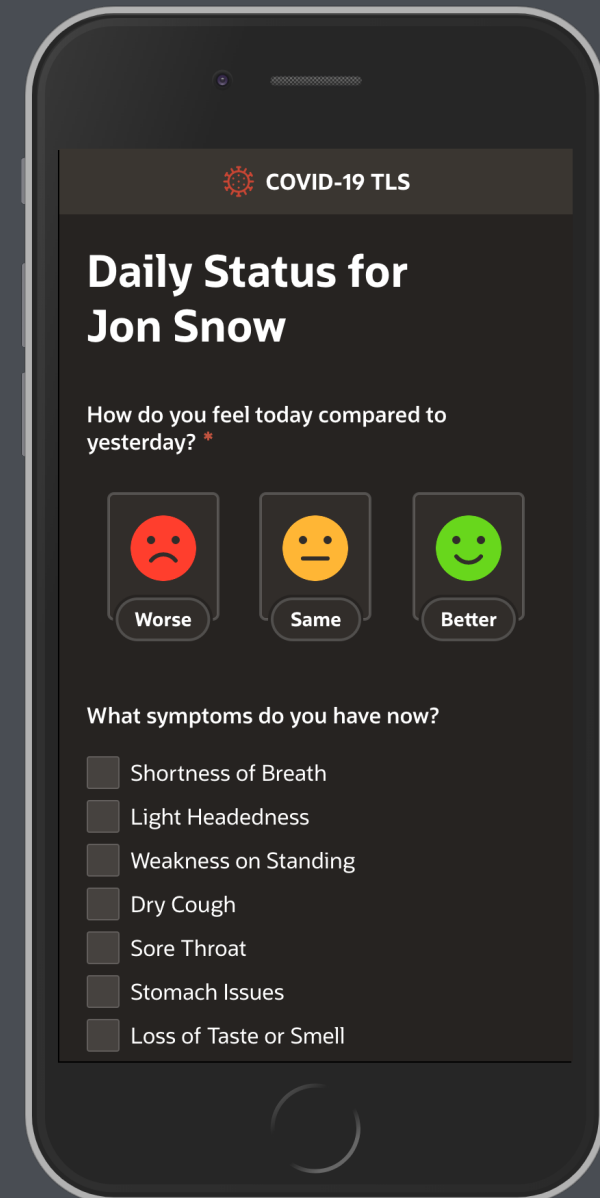 COVID-19 TLS
Daily Status for
Jon Snow
How do you feel today compared to
yesterday? *
Worse Same Better
What symptoms do you have now?
Shortness of Breath
Light Headedness
Weakness on Standing
Dry Cough
Sore Throat
Stomach Issues
Loss of Taste or Smell